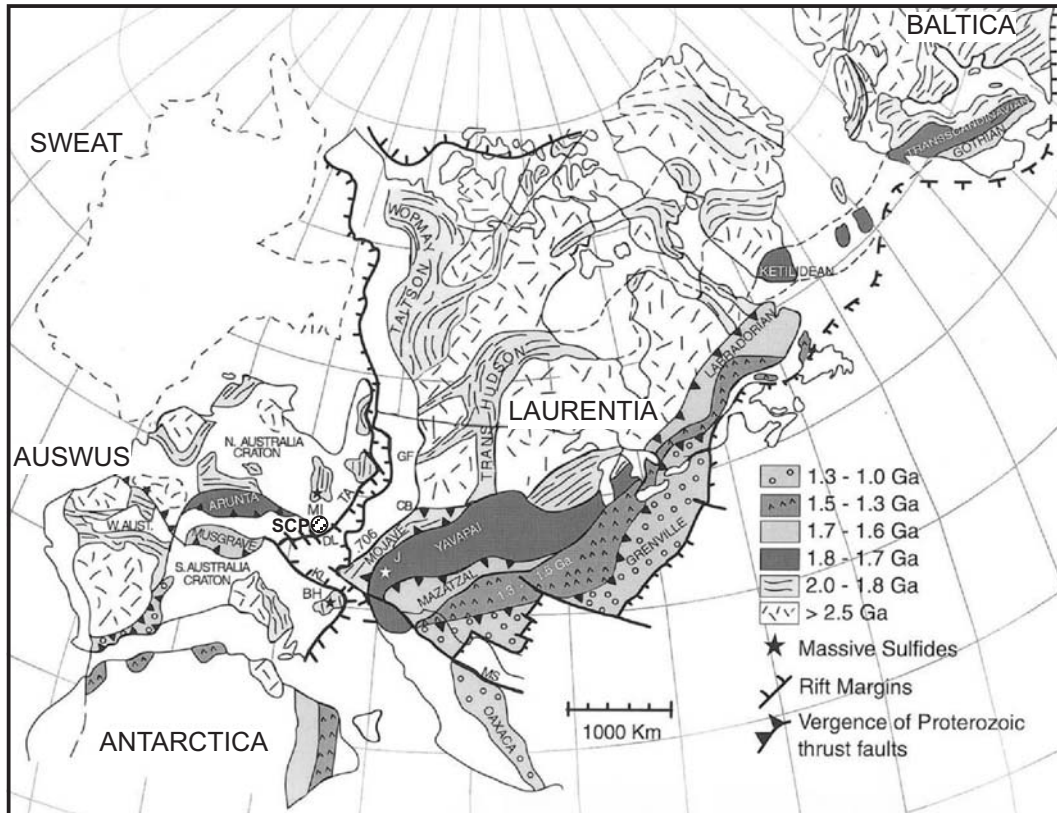 BALTICA
SWEAT
TRANSSCANDINAVIAN
GOTHIAN
WOPMAY
TALTSON
KETILIDEAN
LABRADORIAN
TRANS HUDSON
LAURENTIA
AUSWUS
N. AUSTRALIA
CRATON
GF
W. AUST.
ARUNTA
MI
TA
CB
SCP
DL
.706
MOJAVE
YAVAPAI
MUSGRAVE
S. AUSTRALIA
CRATON
KL
J
BH
MAZATZAL
1.3 - 1.5 Ga
GRENVILLE
MS
OAXACA
ANTARCTICA
1000 Km
1.3 - 1.0 Ga
1.5 - 1.3 Ga
1.7 - 1.6 Ga
1.8 - 1.7 Ga
2.0 - 1.8 Ga
> 2.5 Ga
Massive Sulfides
Rift Margins
Vergence of Proterozoic
thrust faults